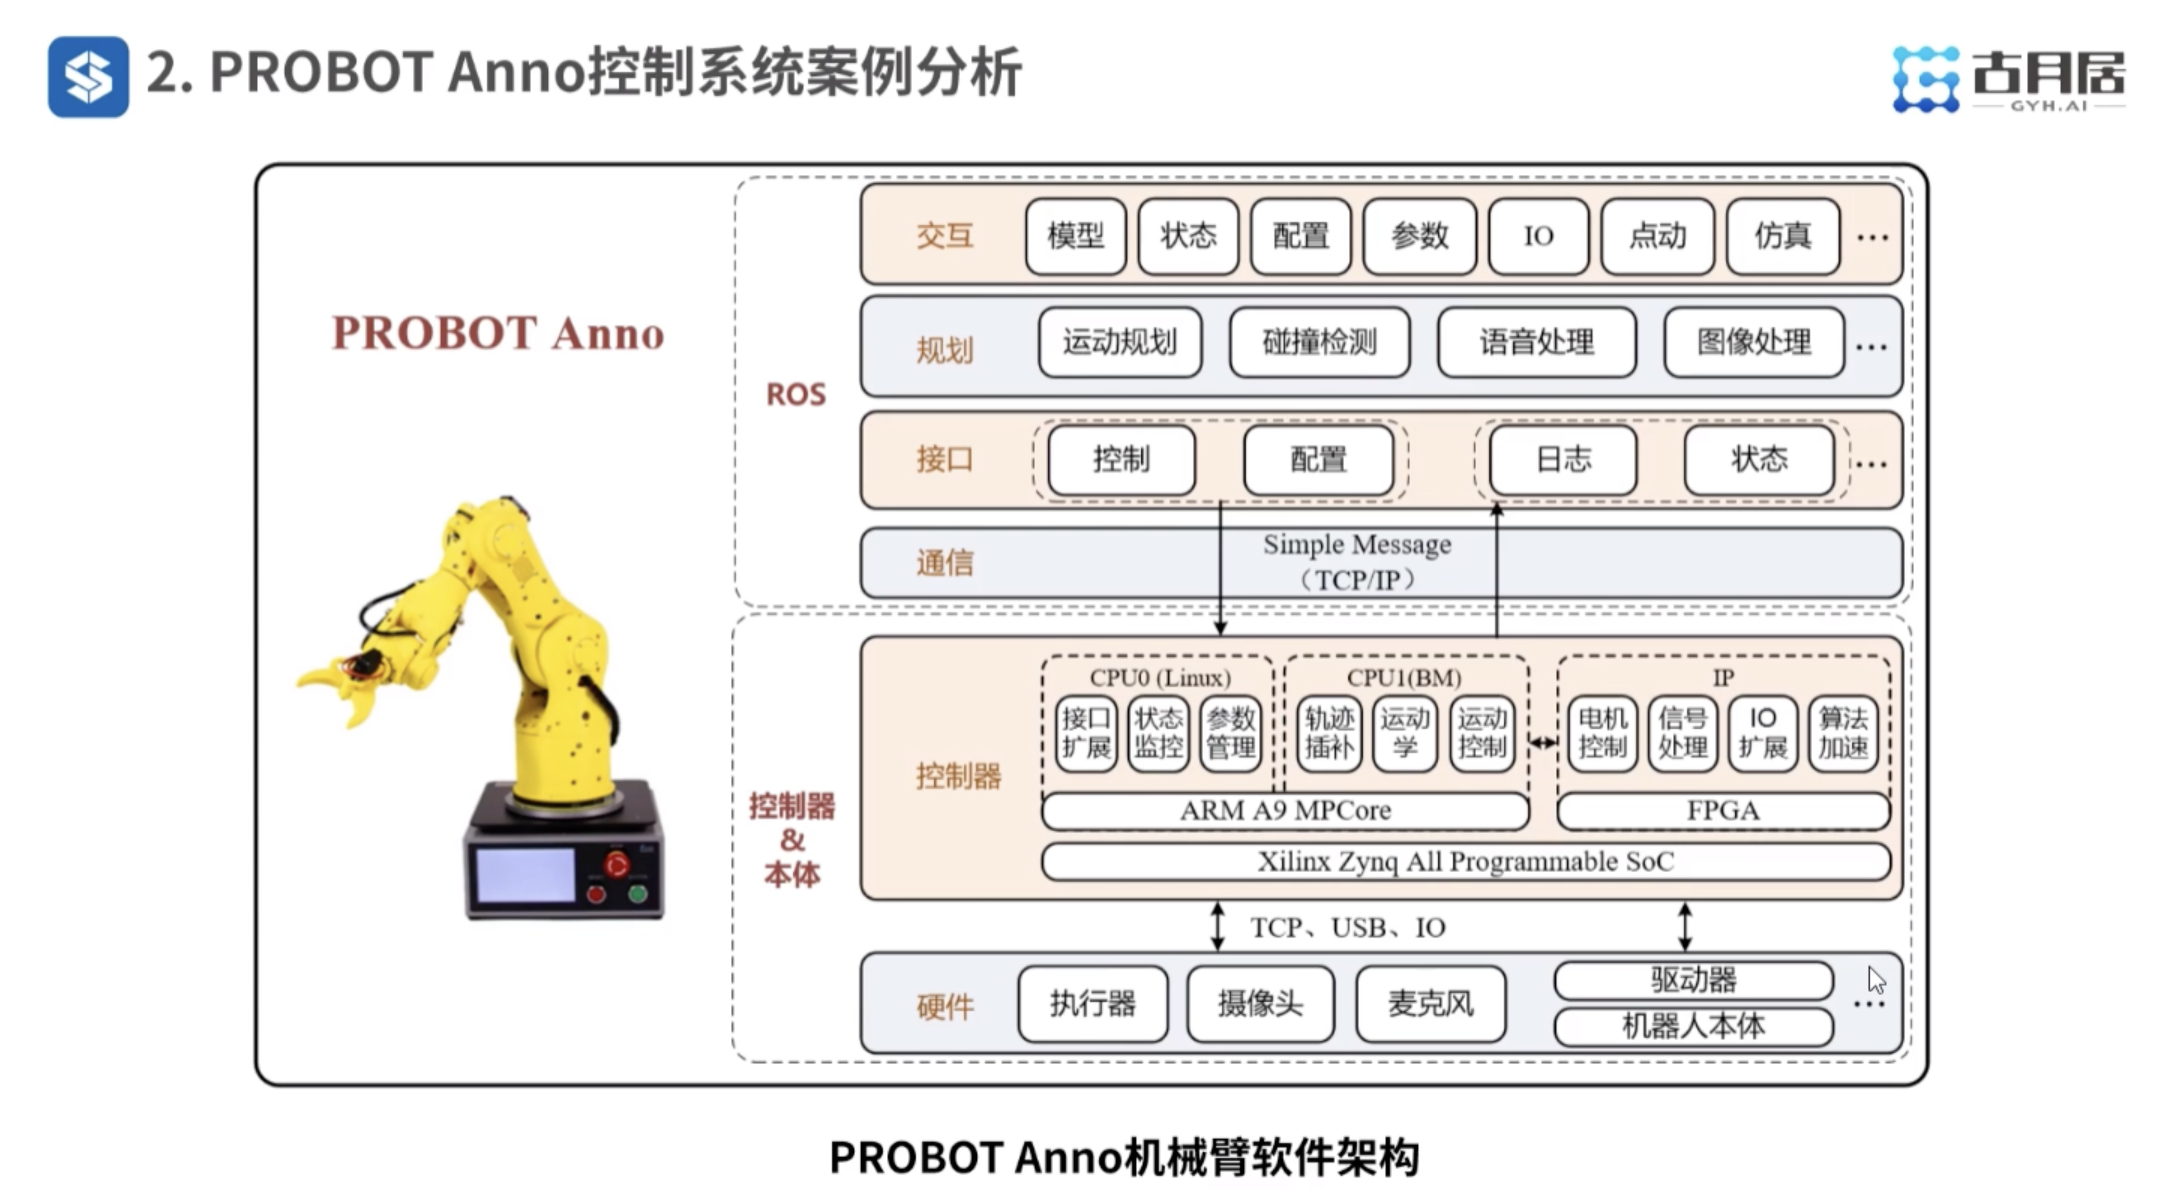 2. PROBOT Anno控制系统案例分析
古月居
GYH.AI
PROBOT Anno
ROS
交互
模型
状态
配置
参数
IO
点动
仿真
...
规划
运动规划
碰撞检测
语音处理
图像处理
...
接口
控制
配置
日志
状态
...
通信
Simple Message
（TCP/IP）
控制器
&
本体
控制器
CPU0 (Linux)
接口
扩展
状态
监控
参数
管理
CPU1(BM)
轨迹
插补
运动
学
运动
控制
IP
电机
控制
信号
处理
IO
扩展
算法
加速
ARM A9 MPCore
FPGA
Xilinx Zynq All Programmable SoC
TCP、USB、IO
硬件
执行器
摄像头
麦克风
驱动器
机器人本体
...
PROBOT Anno机械臂软件架构